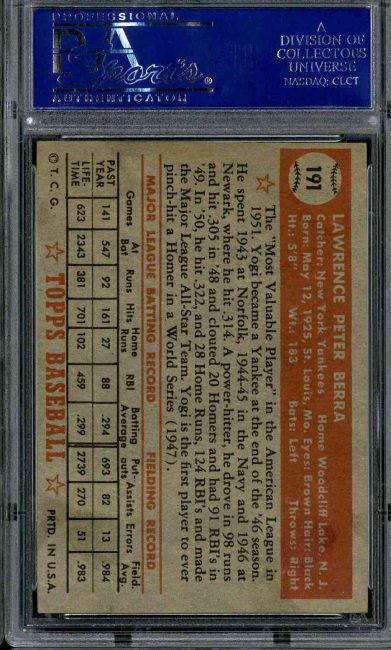 PROFESSIONAL
PSA
Sports
AUTHENTICATOR
A
DIVISION OF
COLLECTORS
UNIVERSE
NASDAQ: CLCT
191
LAWRENCE PETER BERRA
Catcher: New York Yankees Home Woodcliff Lake, N. J.
Born: May 12, 1925, St. Louis, Mo. Eyes: Brown Hair: Black
Ht.: 5'8" Wt.: 183 Bats: Left Throws: Right
The "Most Valuable Player" in the American League in
1951, Yogi became a Yankee at the end of the '46 season.
He spent 1943 at Norfolk, 1944-45 in the Navy and 1946 at
Newark, where he hit .314. A power-hitter, he drove in 98 runs
and hit .305 in '48 and clouted 20 Homers and had 91 RBI's in
'49. In '50, he hit .322, and 28 Home Runs, 124 RBI's and made
the Major League All-Star Team. Yogi is the first player to ever
pinch-hit a Homer in a World Series (1947).
MAJOR LEAGUE BATTING RECORD FIELDING RECORD
Games At Bat Runs Hits Home Runs RBI Batting Average Put-outs Assists Errors Field. Avg.
PAST YEAR 141 547 92 161 27 88 .294 693 82 13 .984
LIFE-TIME 623 2343 381 701 102 459 .299 2739 270 51 .983
© T. C. G. TOPPS BASEBALL PRTD. IN U.S.A.